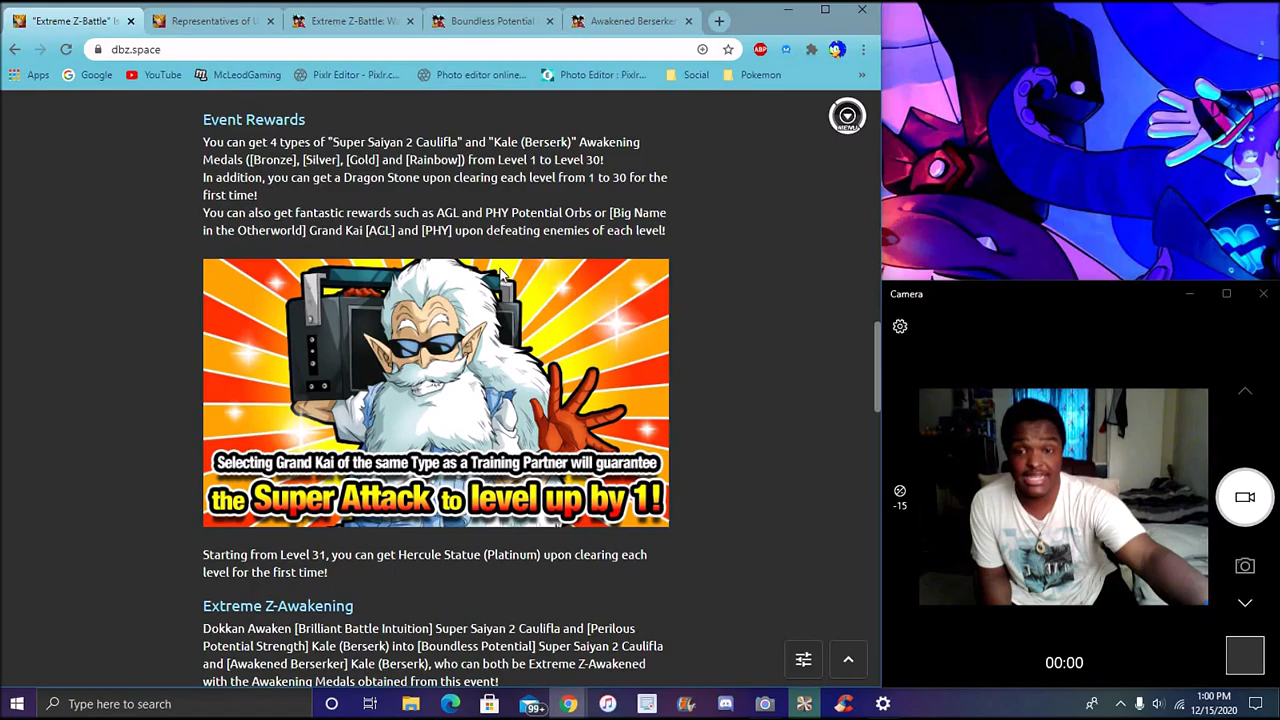 "Extreme Z-Battle" Is
Representatives of U
Extreme Z-Battle: Wa
Boundless Potential
Awakened Berserker
dbz.space
ABP
Apps
Google
YouTube
McLeodGaming
Pixlr Editor - Pixlr.c...
Photo editor online...
Photo Editor : Pixlr...
Social
Pokemon
»
MENU
Event Rewards
You can get 4 types of "Super Saiyan 2 Caulifla" and "Kale (Berserk)" Awakening
Medals ([Bronze], [Silver], [Gold] and [Rainbow]) from Level 1 to Level 30!
In addition, you can get a Dragon Stone upon clearing each level from 1 to 30 for the
first time!
You can also get fantastic rewards such as AGL and PHY Potential Orbs or [Big Name
in the Otherworld] Grand Kai [AGL] and [PHY] upon defeating enemies of each level!
Selecting Grand Kai of the same Type as a Training Partner will guarantee
the Super Attack to level up by 1!
Starting from Level 31, you can get Hercule Statue (Platinum) upon clearing each
level for the first time!
Extreme Z-Awakening
Dokkan Awaken [Brilliant Battle Intuition] Super Saiyan 2 Caulifla and [Perilous
Potential Strength] Kale (Berserk) into [Boundless Potential] Super Saiyan 2 Caulifla
and [Awakened Berserker] Kale (Berserk), who can both be Extreme Z-Awakened
with the Awakening Medals obtained from this event!
Camera
-15
00:00
Type here to search
99+
1:00 PM
12/15/2020